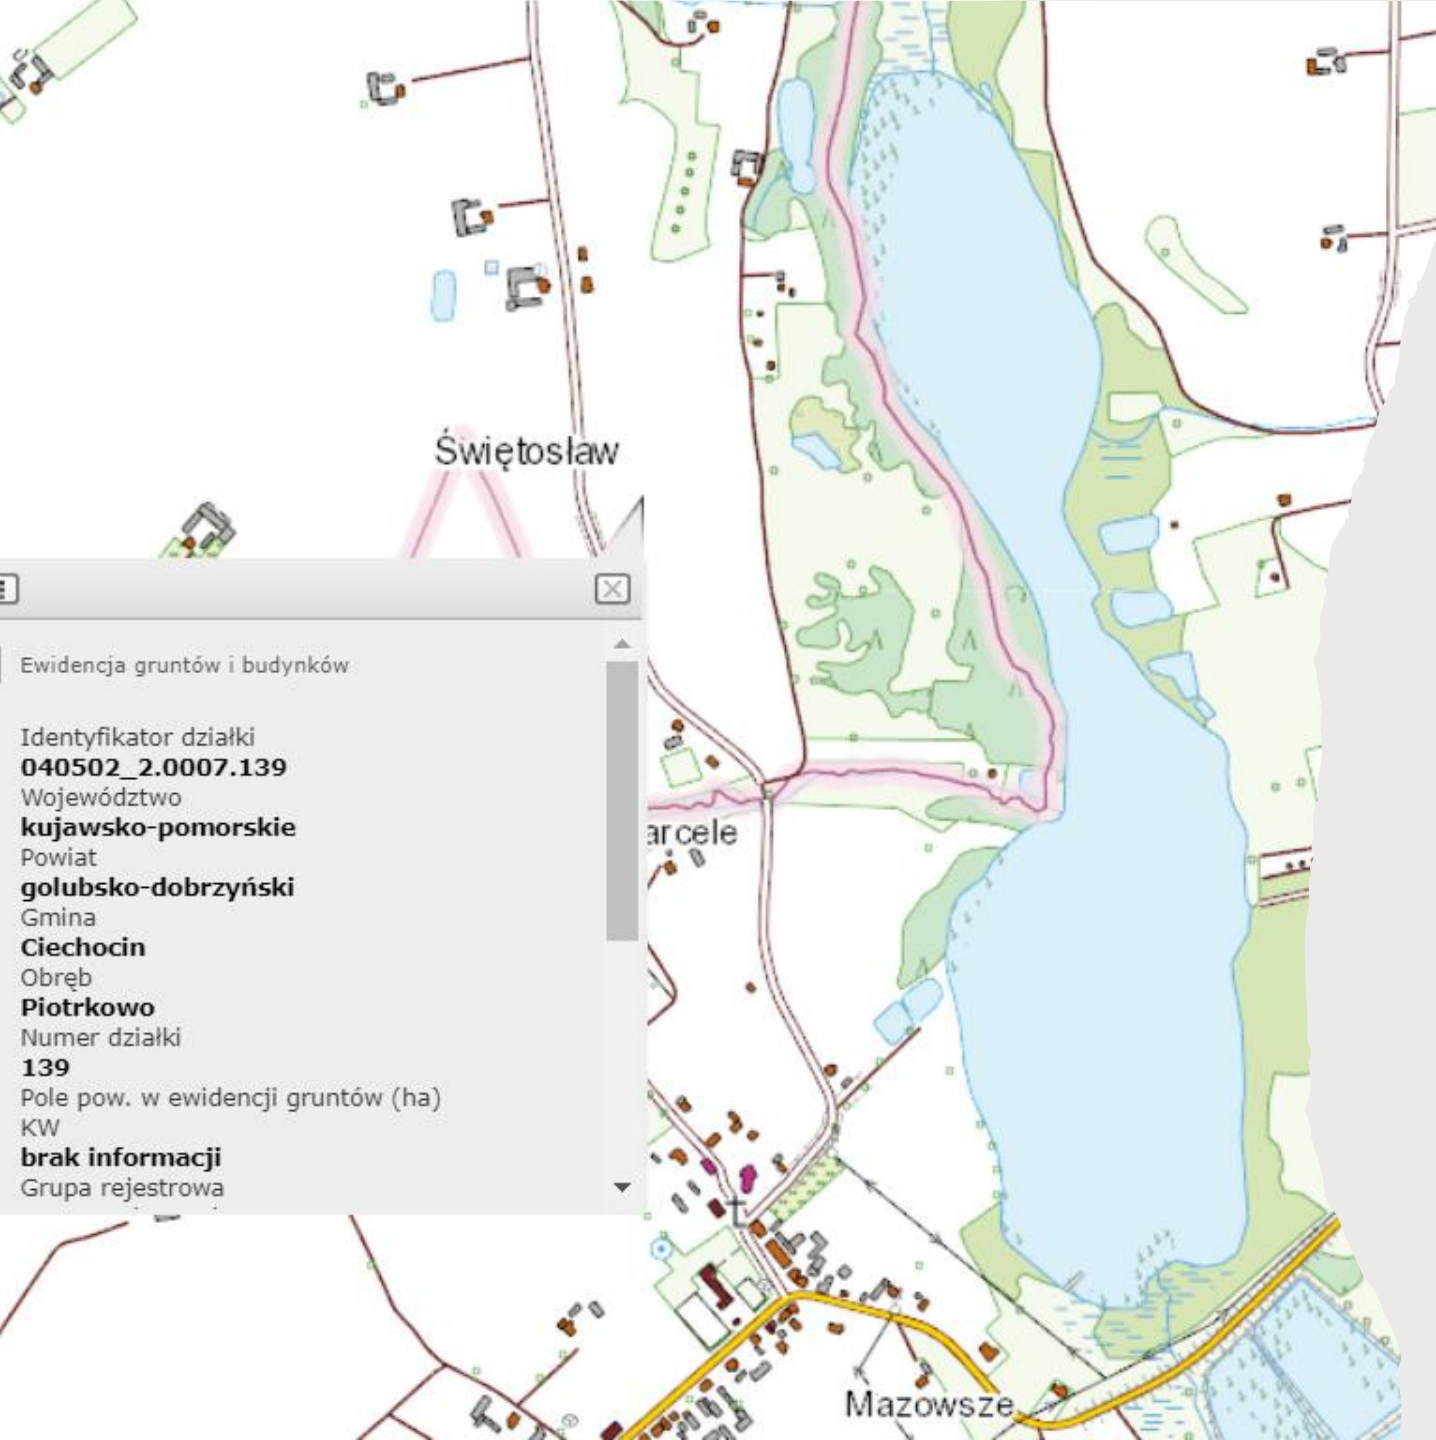 Świętosław
Ewidencja gruntów i budynków
Identyfikator działki
040502_2.0007.139
Województwo
kujawsko-pomorskie
Powiat
golubsko-dobrzyński
Gmina
Ciechocin
Obręb
Piotrkowo
Numer działki
139
Pole pow. w ewidencji gruntów (ha)
KW
brak informacji
Grupa rejestrowa
arcele
Mazowsze